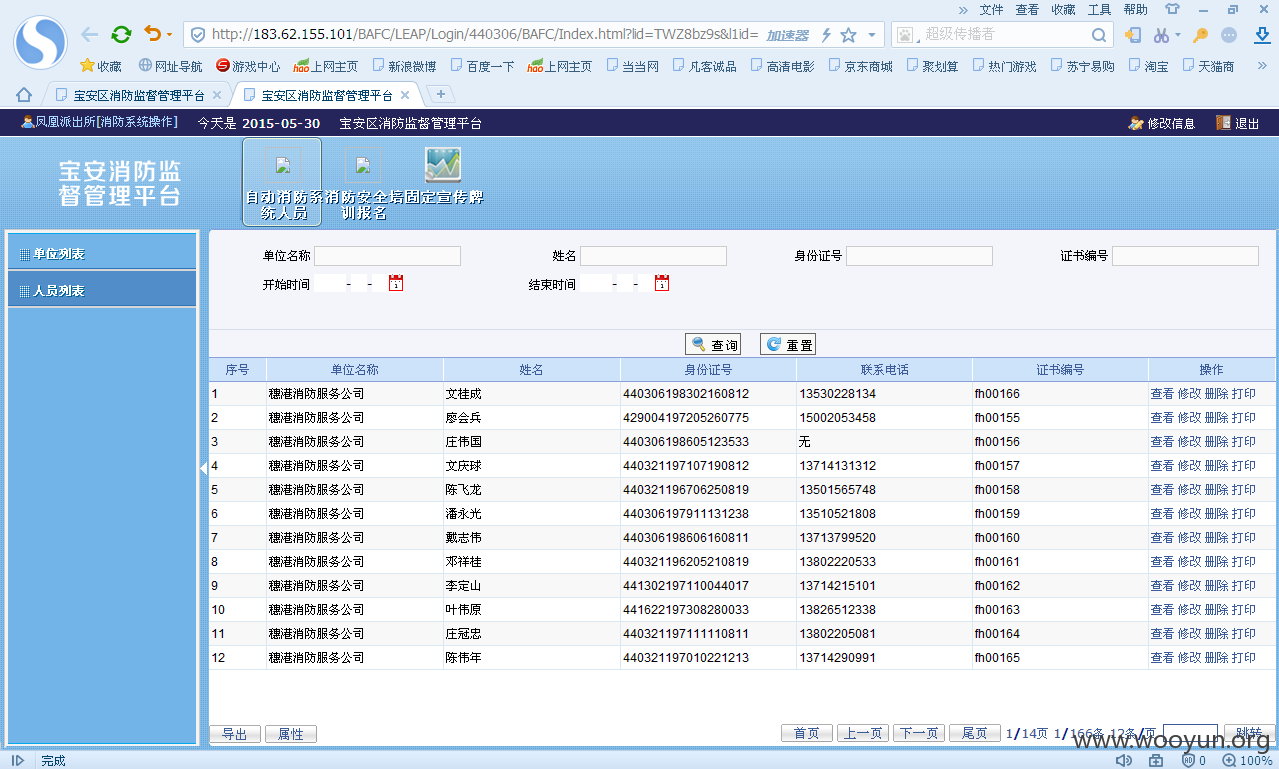 » 文件 查看 收藏 工具 帮助
http://183.62.155.101/BAFC/LEAP/Login/440306/BAFC/Index.html?lid=TWZ8bz9s&l1id= 加速器 超级传播者
收藏 网址导航 游戏中心 hao上网主页 新浪微博 百度一下 hao上网主页 当当网 凡客诚品 高清电影 京东商城 聚划算 热门游戏 苏宁易购 淘宝 天猫商 »
宝安区消防监督管理平台 × 宝安区消防监督管理平台 × +
凤凰派出所[消防系统操作] 今天是 2015-05-30 宝安区消防监督管理平台 修改信息 退出
宝安消防监
督管理平台
自动消防系 消防安全培 固定宣传牌
统人员 训报名
单位列表
人员列表
单位名称 姓名 身份证号 证书编号
开始时间 - - 结束时间 - -
查询 重置
序号 单位名称 姓名 身份证号 联系电话 证书编号 操作
1 穗港消防服务公司 文桂成 440306198302160812 13530228134 fh00166 查看 修改 删除 打印
2 穗港消防服务公司 廖会兵 429004197205260775 15002053458 fh00155 查看 修改 删除 打印
3 穗港消防服务公司 庄伟国 440306198605123533 无 fh00156 查看 修改 删除 打印
4 穗港消防服务公司 文庆球 440321197107190812 13714131312 fh00157 查看 修改 删除 打印
5 穗港消防服务公司 陈飞龙 440321196706250819 13501565748 fh00158 查看 修改 删除 打印
6 穗港消防服务公司 潘永光 440306197911131238 13510521808 fh00159 查看 修改 删除 打印
7 穗港消防服务公司 戴志伟 440306198606160811 13713799520 fh00160 查看 修改 删除 打印
8 穗港消防服务公司 邓祥桂 440321196205210819 13802220533 fh00161 查看 修改 删除 打印
9 穗港消防服务公司 李定山 441302197110044017 13714215101 fh00162 查看 修改 删除 打印
10 穗港消防服务公司 叶伟原 441622197308280033 13826512338 fh00163 查看 修改 删除 打印
11 穗港消防服务公司 庄冠忠 440321197111110811 13802205081 fh00164 查看 修改 删除 打印
12 穗港消防服务公司 陈伟年 440321197010221213 13714290991 fh00165 查看 修改 删除 打印
导出 属性 首页 上一页 下一页 尾页 1/14页 1/166条 12条/页 跳转
www.wooyun.org
完成 0 100%